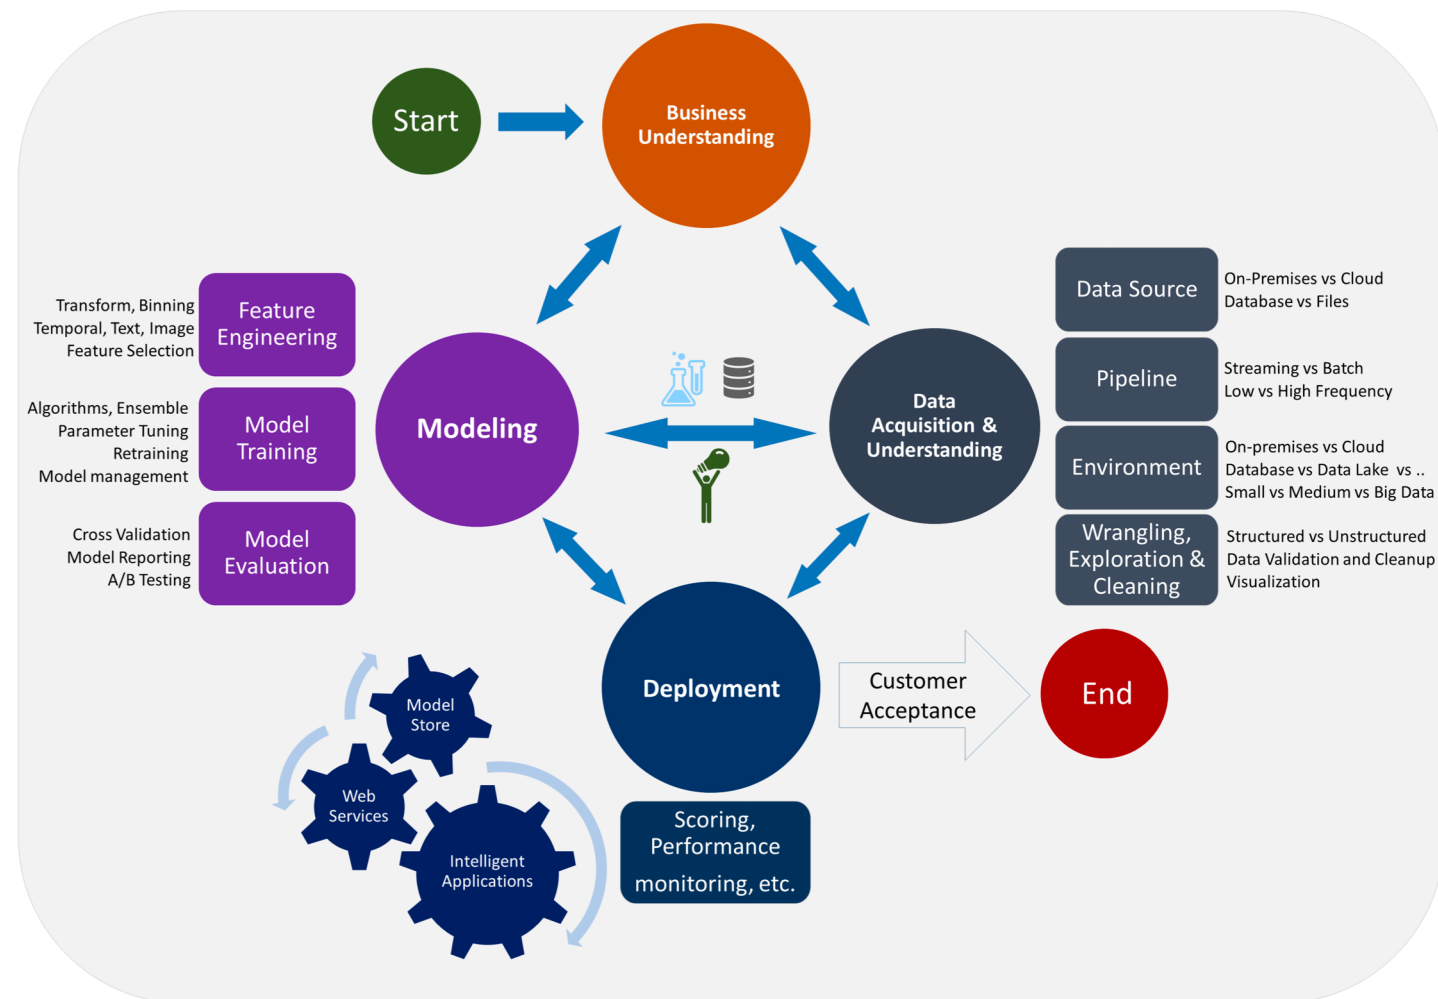 Start
Business
Understanding
Feature
Engineering
Transform, Binning
Temporal, Text, Image
Feature Selection
Model
Training
Algorithms, Ensemble
Parameter Tuning
Retraining
Model management
Model
Evaluation
Cross Validation
Model Reporting
A/B Testing
Modeling
Data
Acquisition &
Understanding
Data Source
On-Premises vs Cloud
Database vs Files
Pipeline
Streaming vs Batch
Low vs High Frequency
Environment
On-premises vs Cloud
Database vs Data Lake vs ..
Small vs Medium vs Big Data
Wrangling,
Exploration &
Cleaning
Structured vs Unstructured
Data Validation and Cleanup
Visualization
Deployment
Customer
Acceptance
End
Model
Store
Web
Services
Intelligent
Applications
Scoring,
Performance
monitoring, etc.